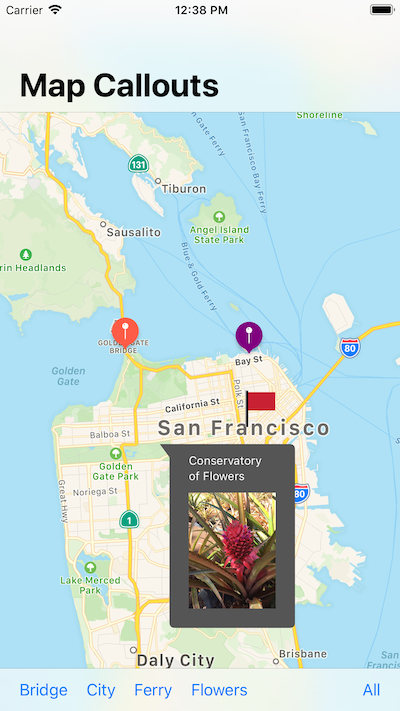 Carrier
12:38 PM
Map Callouts
Shoreline
n Gate Ferry
San Francisco Bay Ferry
131
Tiburon
Sausalito
Angel Island
State Park
rin Headlands
Blue & Gold Ferry
GOLDEN GATE
BRIDGE
Bay St
80
Golden
Gate
Polk St
California St
San Francisco
Balboa St
Golden
Gate Park
Conservatory
of Flowers
Great Hwy
Noriega St
80
1
Lake Merced
Park
Daly City
Brisbane
San
Francis
Bridge
City
Ferry
Flowers
All